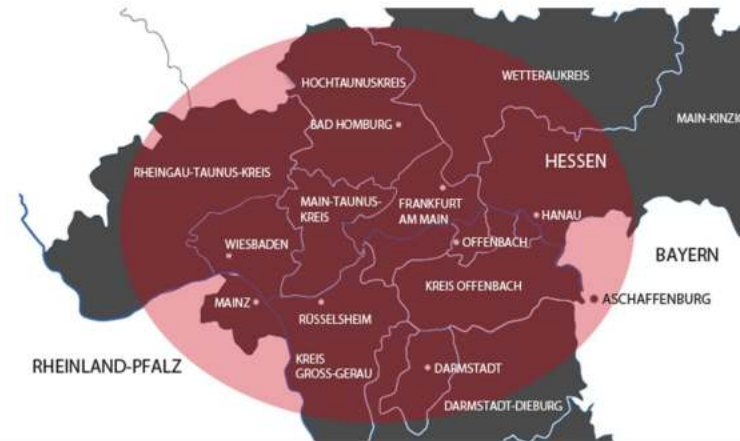 HOCHTAUNUSKREIS
WETTERAUKREIS
BAD HOMBURG
MAIN-KINZIG
RHEINGAU-TAUNUS-KREIS
HESSEN
MAIN-TAUNUS-
KREIS
FRANKFURT
AM MAIN
HANAU
WIESBADEN
OFFENBACH
BAYERN
KREIS OFFENBACH
MAINZ
RÜSSELSHEIM
ASCHAFFENBURG
RHEINLAND-PFALZ
KREIS
GROSS-GERAU
DARMSTADT
DARMSTADT-DIEBURG